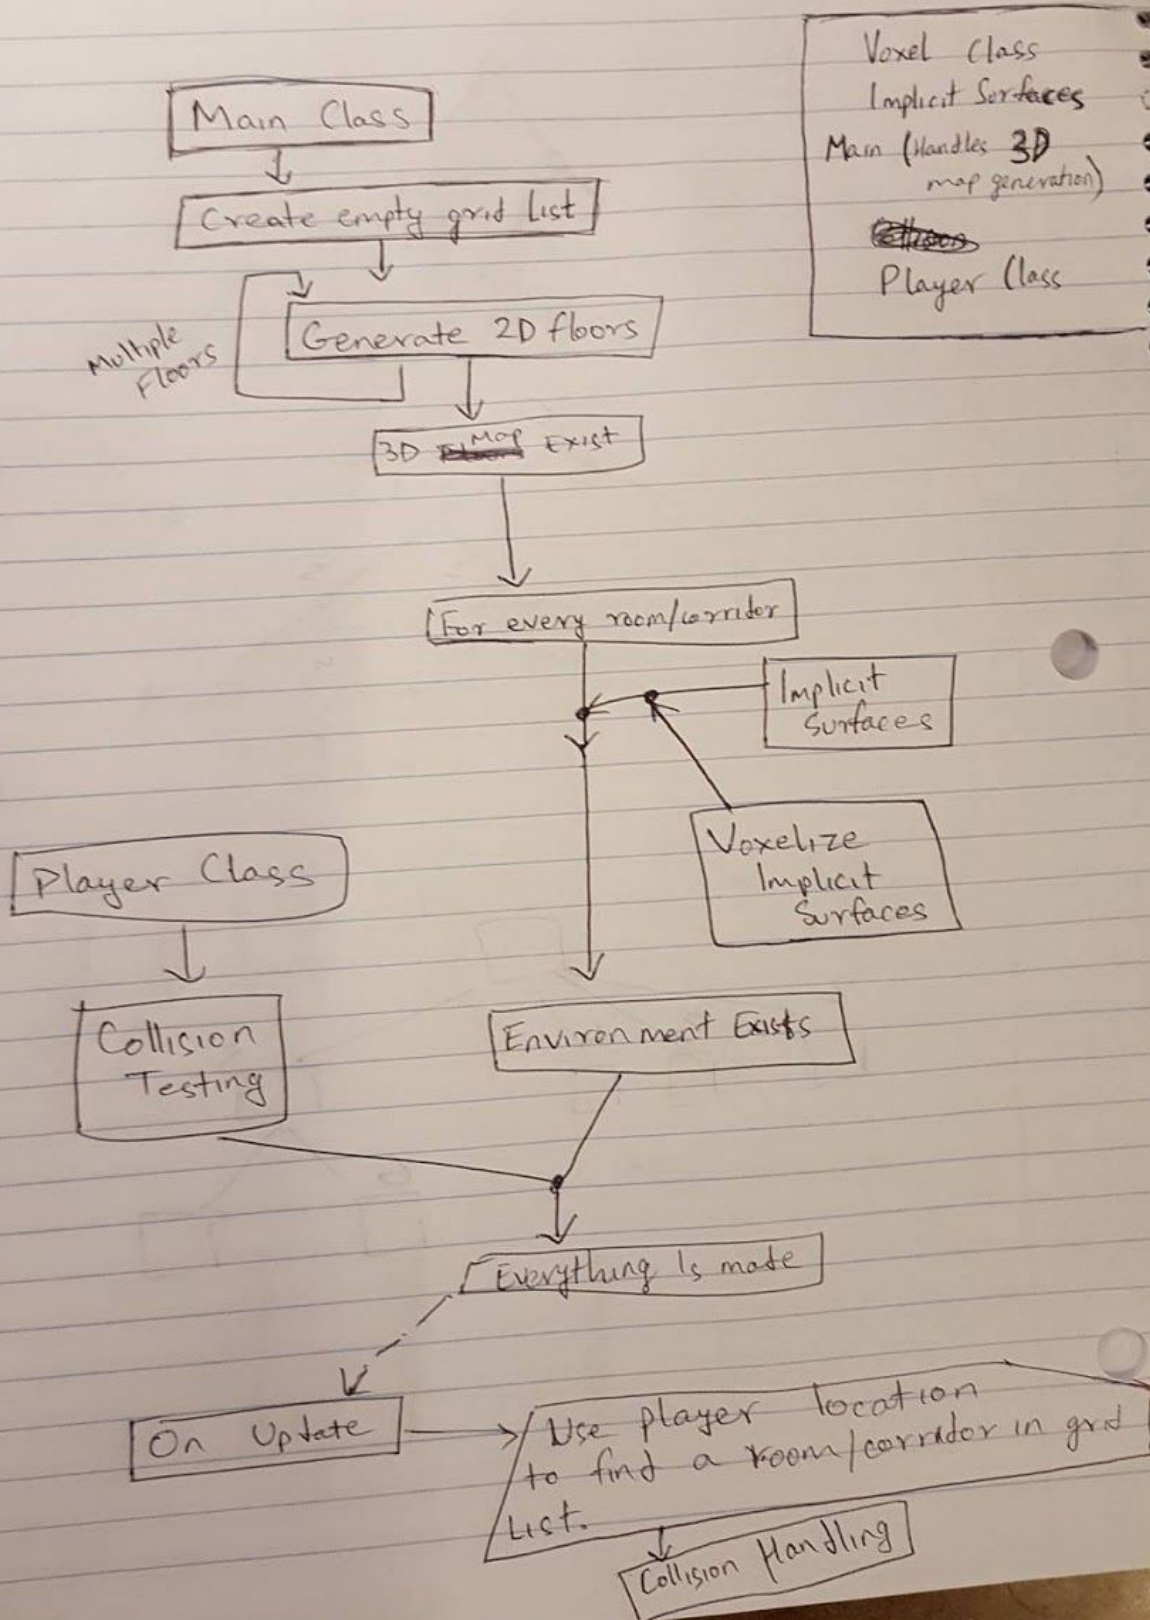 Voxel Class
Implicit Surfaces
Main (Handles 3D
map generation)
Player Class
Main Class
Create empty grid List
Multiple
Floors
Generate 2D floors
Map
3D Exist
For every room/corridor
Implicit
Surfaces
Voxelize
Implicit
Surfaces
Player Class
Collision
Testing
Environment Exists
Everything Is made
On Update
Use player location
to find a room/corridor in grid
List.
Collision Handling